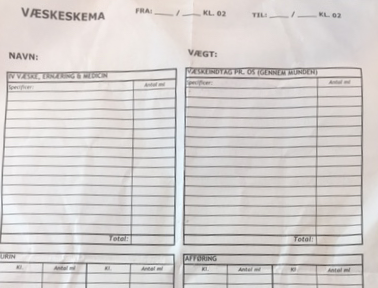 VÆSKESKEMA FRA: ___ / ___ KL. 02 TIL: ___ / ___ KL. 02
NAVN: VÆGT:
IV VÆSKE, ERNÆRING & MEDICIN
Specificer: Antal ml
Total:
VÆSKEINDTAG PR. OS (GENNEM MUNDEN)
Specificer: Antal ml
Total:
URIN
Kl. Antal ml Kl. Antal ml
AFFØRING
Kl. Antal ml Kl. Antal ml